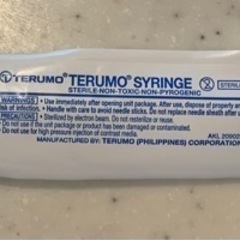 TERUMO® TERUMO® SYRINGE STERILE
STERILE·NON-TOXIC·NON-PYROGENIC
WARNINGS • Use immediately after opening unit package. After use, dispose of properly
risk of infection. • Handle with care to avoid needle sticks. Do not replace needle sheath after
PRECAUTIONS • Sterilized by electron beam. Do not resterilize or reuse.
• Do not use if the unit package or product has been damaged or contaminated.
• Do not use for high pressure injection of contrast media. AKL
MANUFACTURED BY: TERUMO (PHILIPPINES) CORPORATION